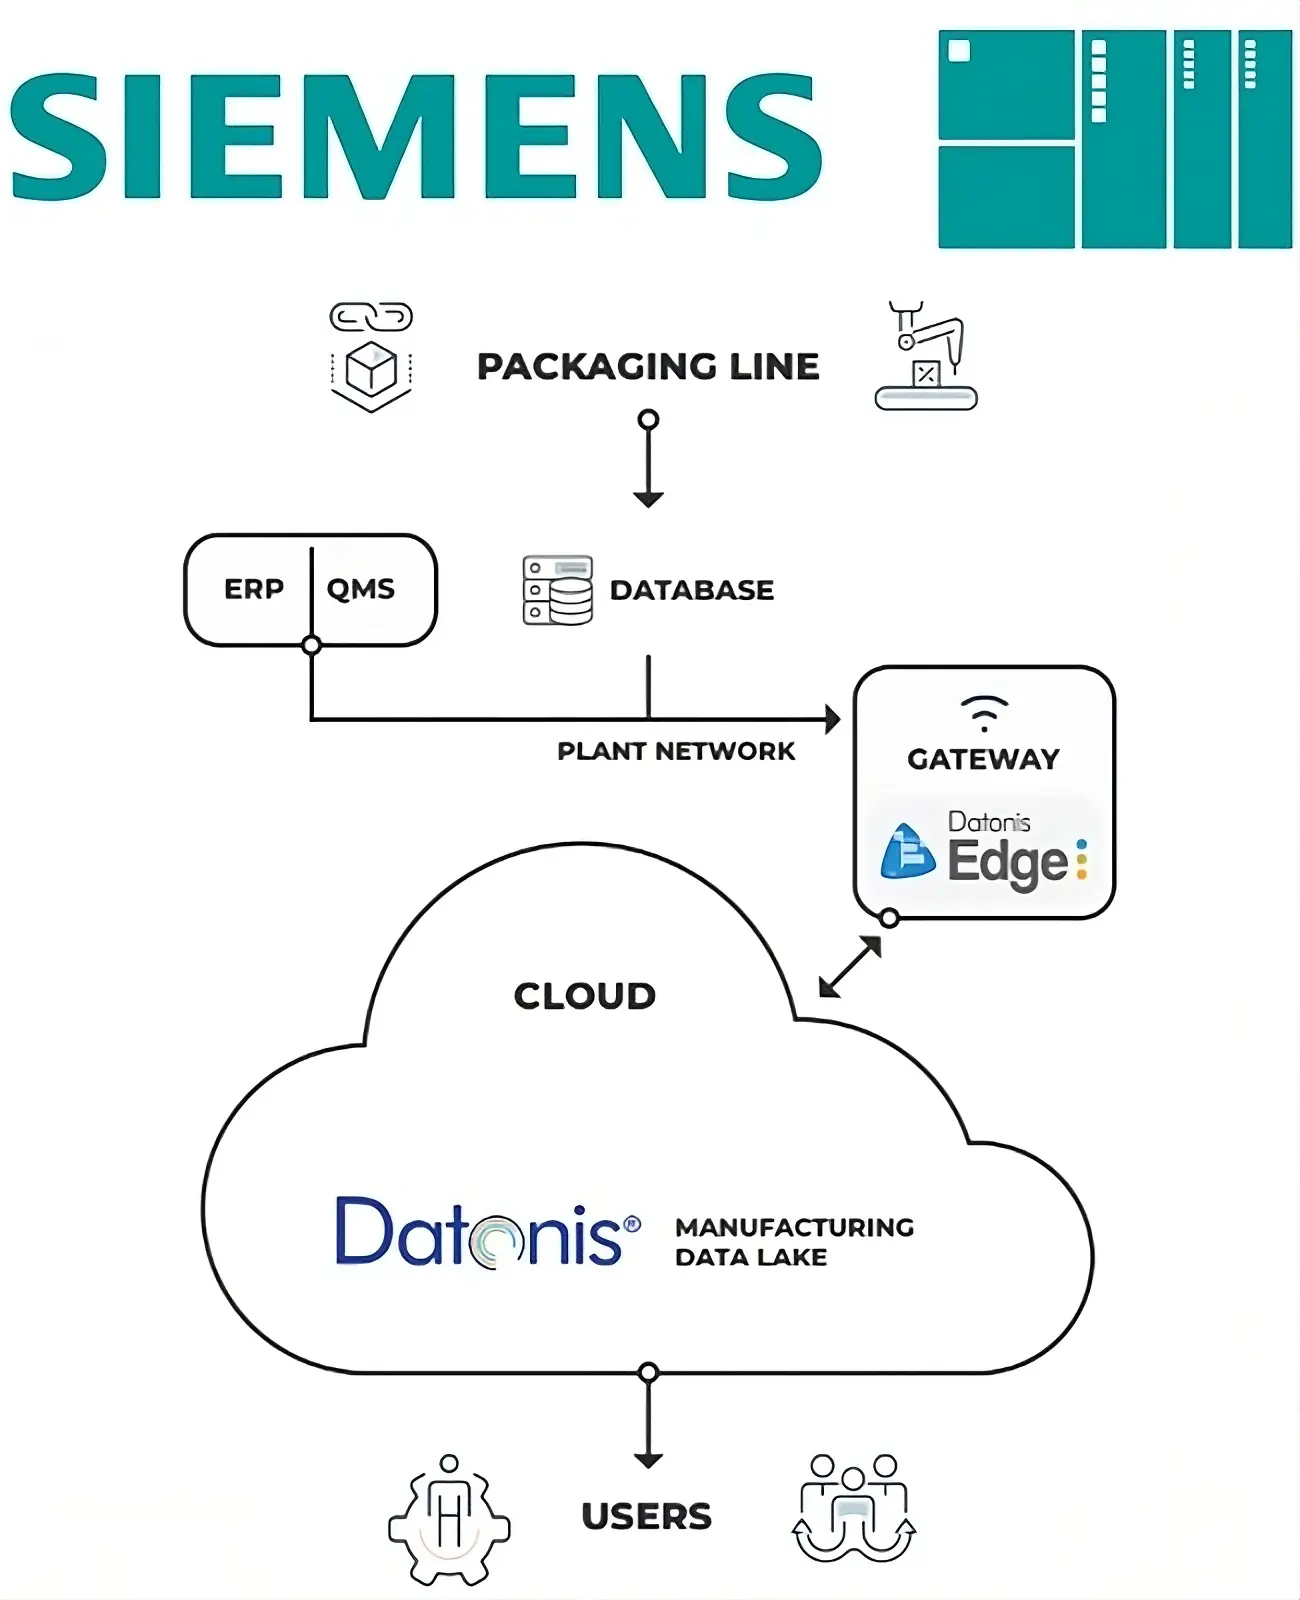 SIEMENS
PACKAGING LINE
ERP
QMS
DATABASE
PLANT NETWORK
GATEWAY
Datonis
Edge
CLOUD
Datonis®
MANUFACTURING
DATA LAKE
USERS